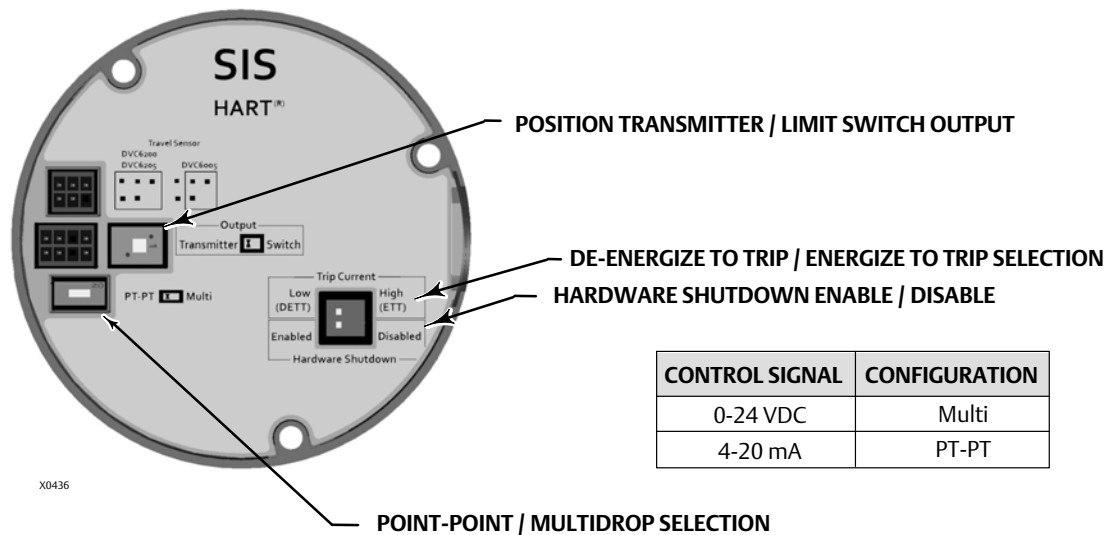 SIS
HART (R)
POSITION TRANSMITTER / LIMIT SWITCH OUTPUT
Travel Sensor
DVC6200
DVC6205 DVC6005
Output
Transmitter Switch
DE-ENERGIZE TO TRIP / ENERGIZE TO TRIP SELECTION
Trip Current
Low High
(DETT) (ETT)
HARDWARE SHUTDOWN ENABLE / DISABLE
PT-PT Multi
Enabled Disabled
Hardware Shutdown
CONTROL SIGNAL CONFIGURATION
0-24 VDC Multi
4-20 mA PT-PT
X0436
POINT-POINT / MULTIDROP SELECTION